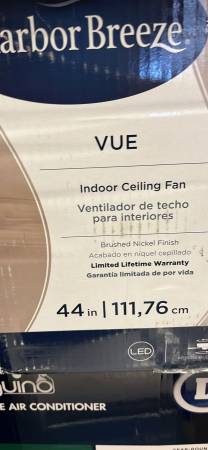 arbor Breeze
VUE
Indoor Ceiling Fan
Ventilador de techo
para interiores
Brushed Nickel Finish
Acabado en níquel cepillado
Limited Lifetime Warranty
Garantía limitada de por vida
44 in | 111,76 cm
LED
E AIR CONDITIONER